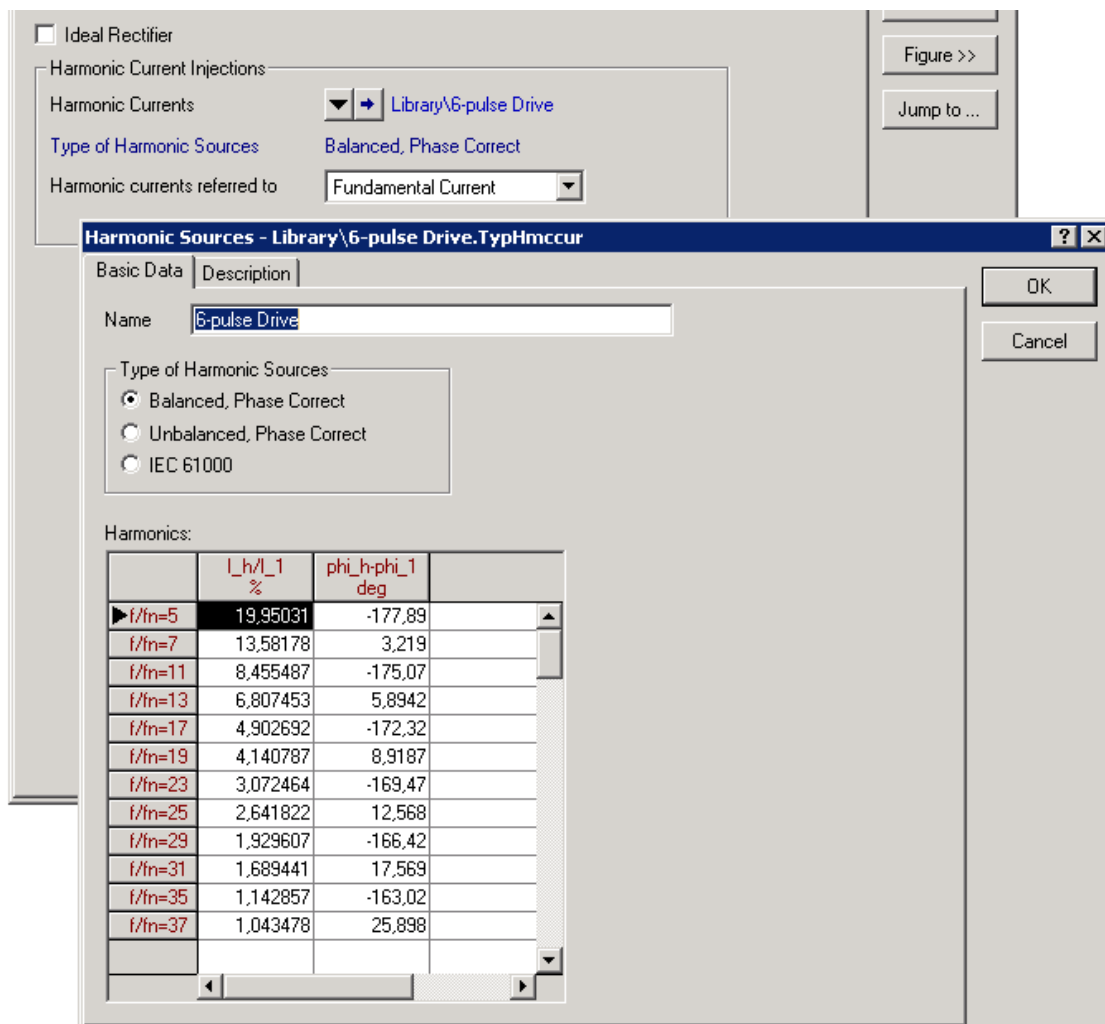 Ideal Rectifier
Figure >>
Harmonic Current Injections
Harmonic Currents Library\6-pulse Drive
Jump to ...
Type of Harmonic Sources Balanced, Phase Correct
Harmonic currents referred to Fundamental Current
Harmonic Sources - Library\6-pulse Drive.TypHmccur
Basic Data Description
OK
Name 6-pulse Drive
Cancel
Type of Harmonic Sources
Balanced, Phase Correct
Unbalanced, Phase Correct
IEC 61000
Harmonics:
I_h/I_1 phi_h-phi_1
% deg
f/fn=5 19,95031 -177,89
f/fn=7 13,58178 3,219
f/fn=11 8,455487 -175,07
f/fn=13 6,807453 5,8942
f/fn=17 4,902692 -172,32
f/fn=19 4,140787 8,9187
f/fn=23 3,072464 -169,47
f/fn=25 2,641822 12,568
f/fn=29 1,929607 -166,42
f/fn=31 1,689441 17,569
f/fn=35 1,142857 -163,02
f/fn=37 1,043478 25,898